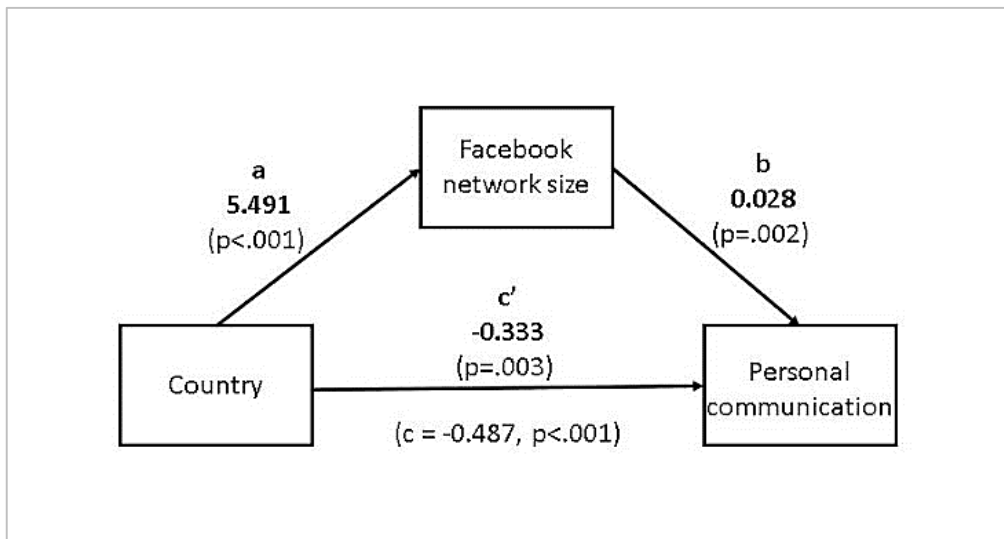 Facebook
network size
a
5.491
(p<.001)
b
0.028
(p=.002)
c'
-0.333
(p=.003)
Country
Personal
communication
(c = -0.487, p<.001)